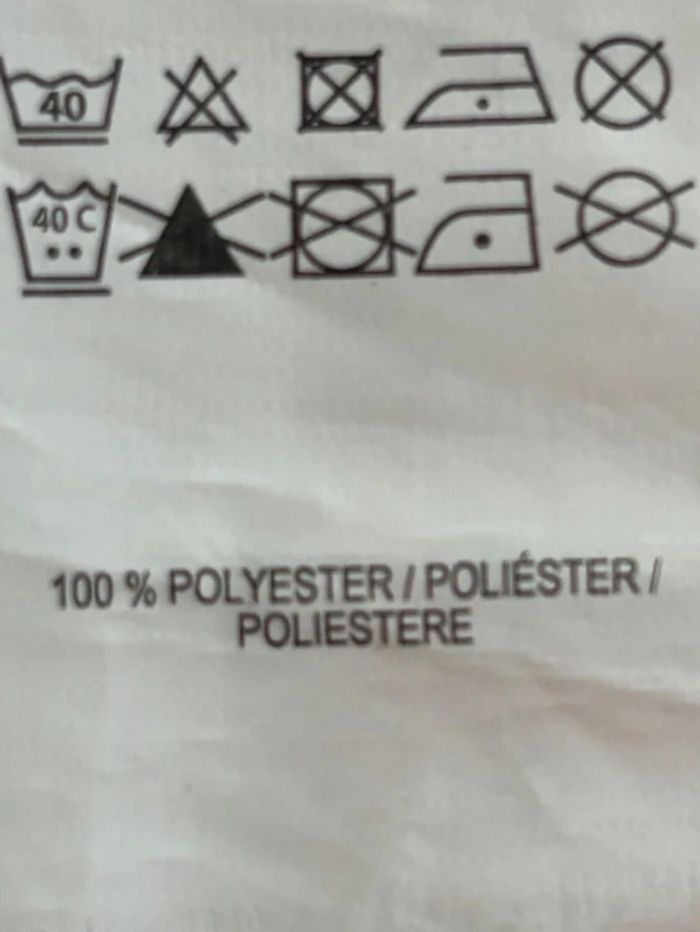 40
40 C
100 % POLYESTER / POLIÉSTER /
POLIESTERE